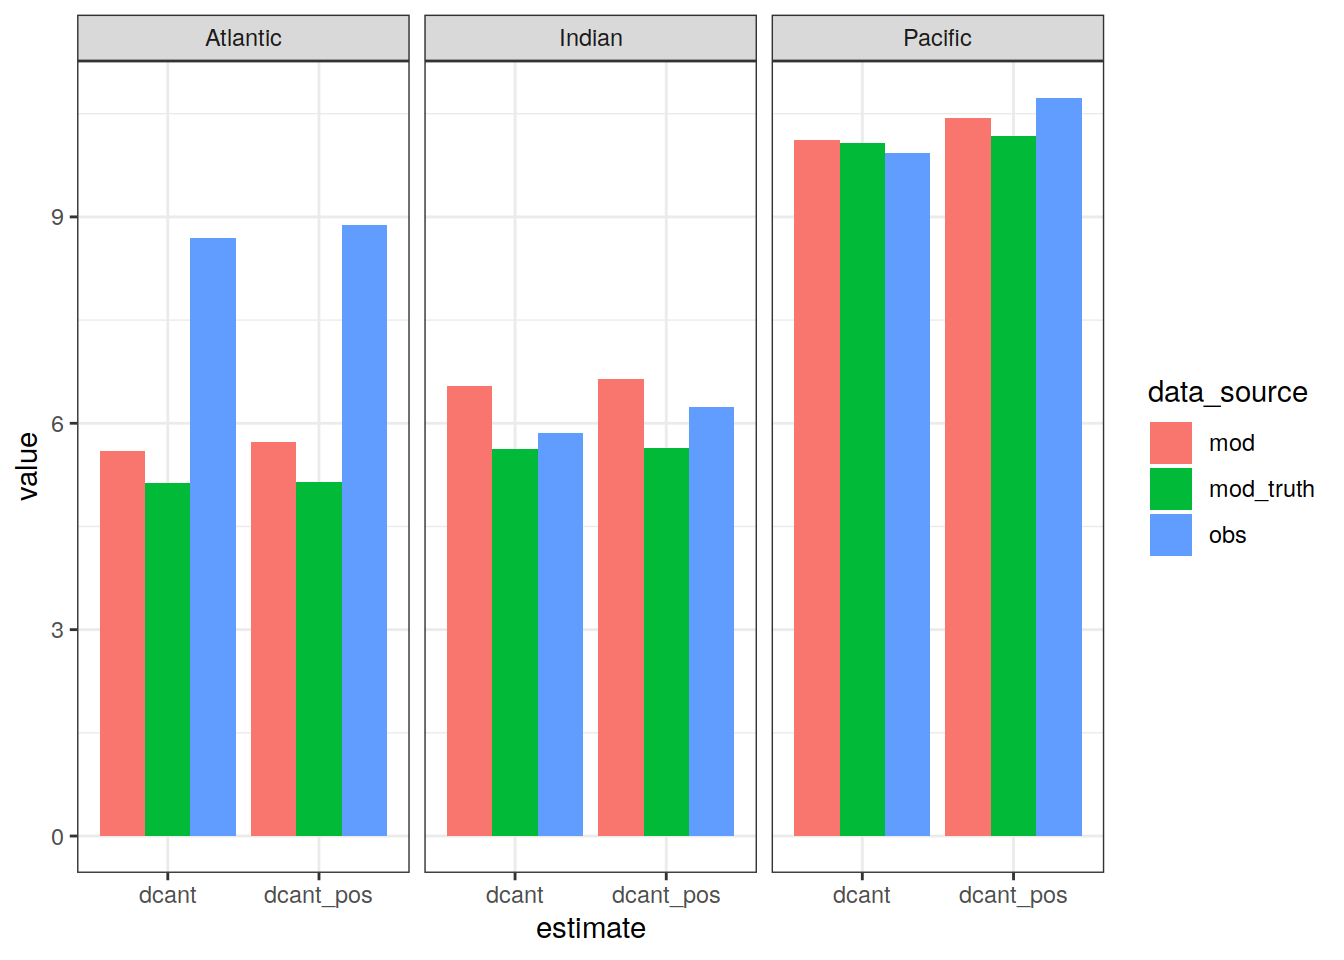 Atlantic Indian Pacific
9
6
3
0
value
dcant dcant_pos dcant dcant_pos dcant dcant_pos
estimate
data_source
mod
mod_truth
obs